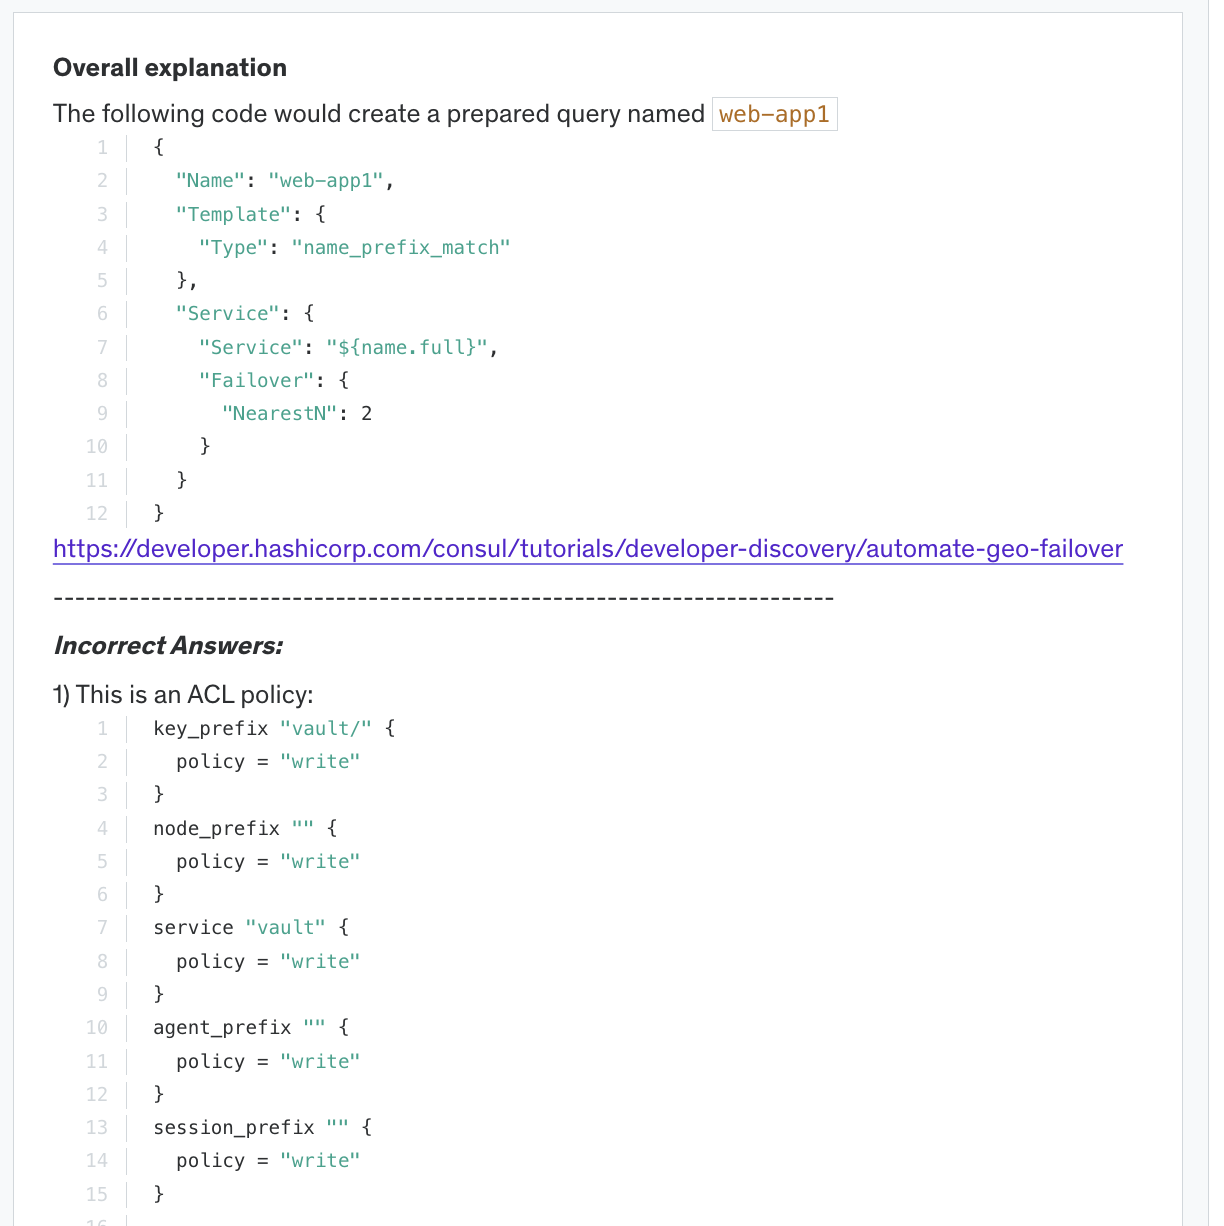 Overall explanation
The following code would create a prepared query named web-app1
1 {
2   "Name": "web-app1",
3   "Template": {
4     "Type": "name_prefix_match"
5   },
6   "Service": {
7     "Service": "${name.full}",
8     "Failover": {
9       "NearestN": 2
10     }
11   }
12 }
https://developer.hashicorp.com/consul/tutorials/developer-discovery/automate-geo-failover
------------------------------------------------------------------------
Incorrect Answers:
1) This is an ACL policy:
1 key_prefix "vault/" {
2   policy = "write"
3 }
4 node_prefix "" {
5   policy = "write"
6 }
7 service "vault" {
8   policy = "write"
9 }
10 agent_prefix "" {
11   policy = "write"
12 }
13 session_prefix "" {
14   policy = "write"
15 }
16